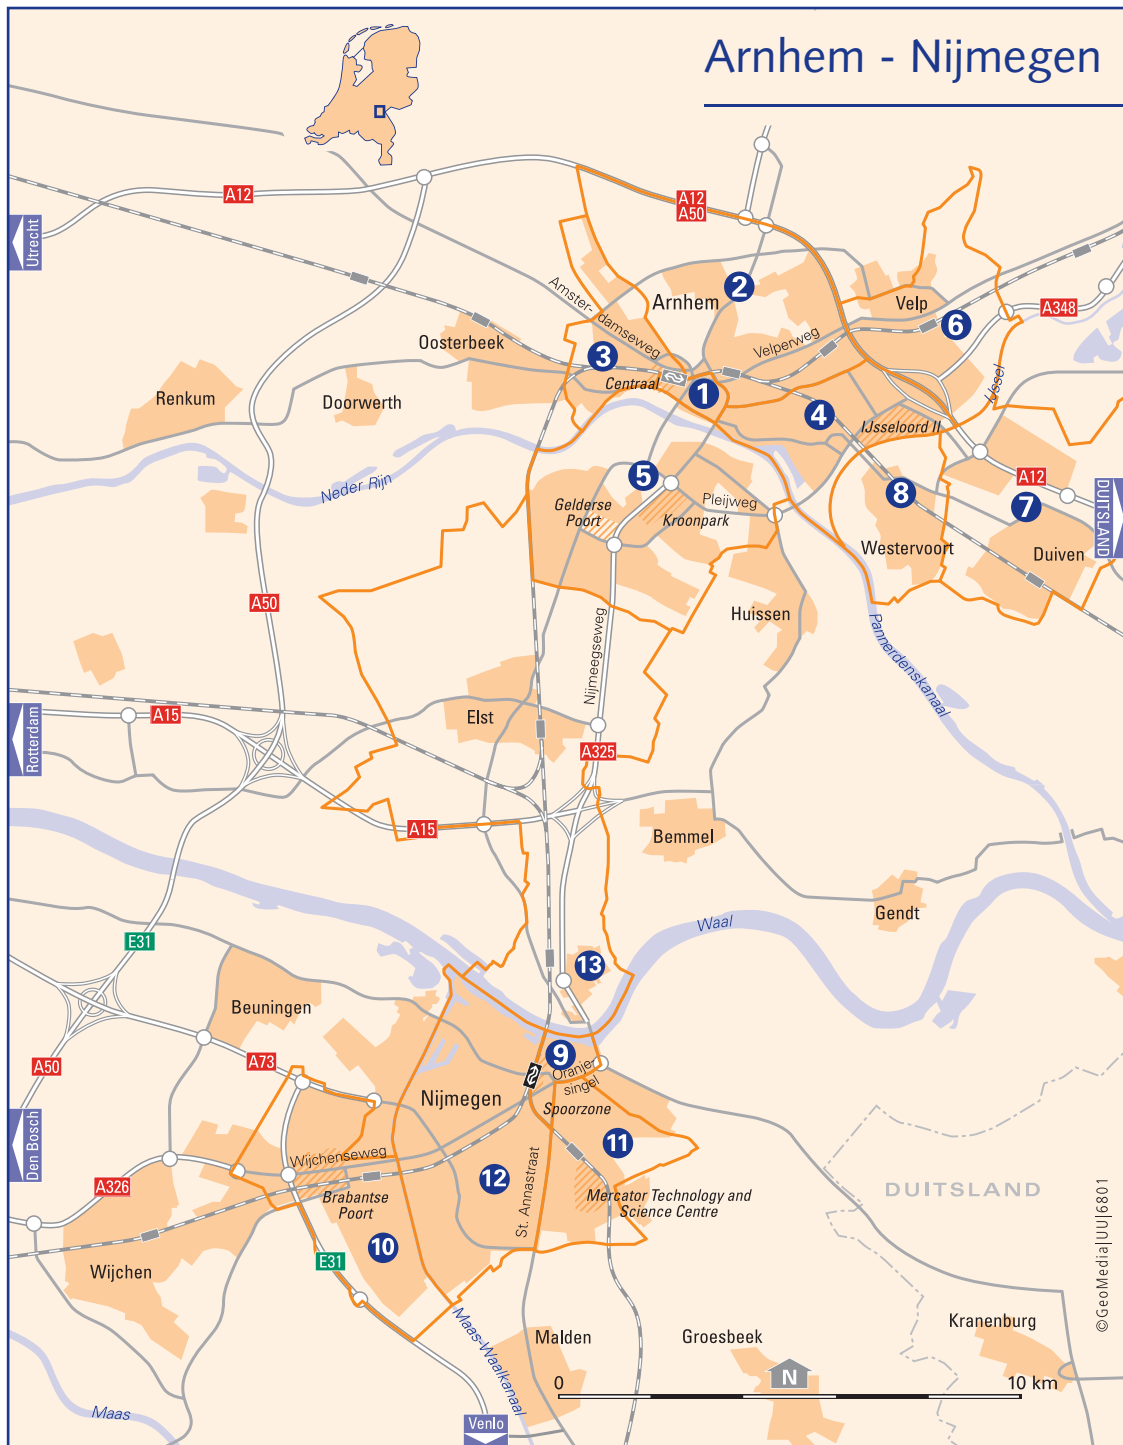 Arnhem - Nijmegen
A12
A12
A50
Utrecht
Amster-
damseweg
Arnhem
2
Velp
6
A348
Oosterbeek
3
Velperweg
Centraal
1
IJssel
Renkum
Doorwerth
4
IJsseloord II
Neder Rijn
5
Pleijweg
8
A12
7
DUITSLAND
Gelderse
Poort
Kroonpark
Westervoort
Duiven
A50
Huissen
Pannerdenskanaal
Nijmeegseweg
Rotterdam
A15
Elst
A325
A15
Bemmel
Gendt
Waal
E31
13
Beuningen
A50
A73
9
Oranje-
singel
Nijmegen
Spoorzone
11
Den Bosch
Wijchenseweg
A326
12
St. Annastraat
Brabantse
Poort
Mercator Technology and
Science Centre
DUITSLAND
10
E31
Wijchen
Maas-Waalkanaal
Malden
Groesbeek
Kranenburg
N
0
10 km
Maas
Venlo
©GeoMedia|UU|6801